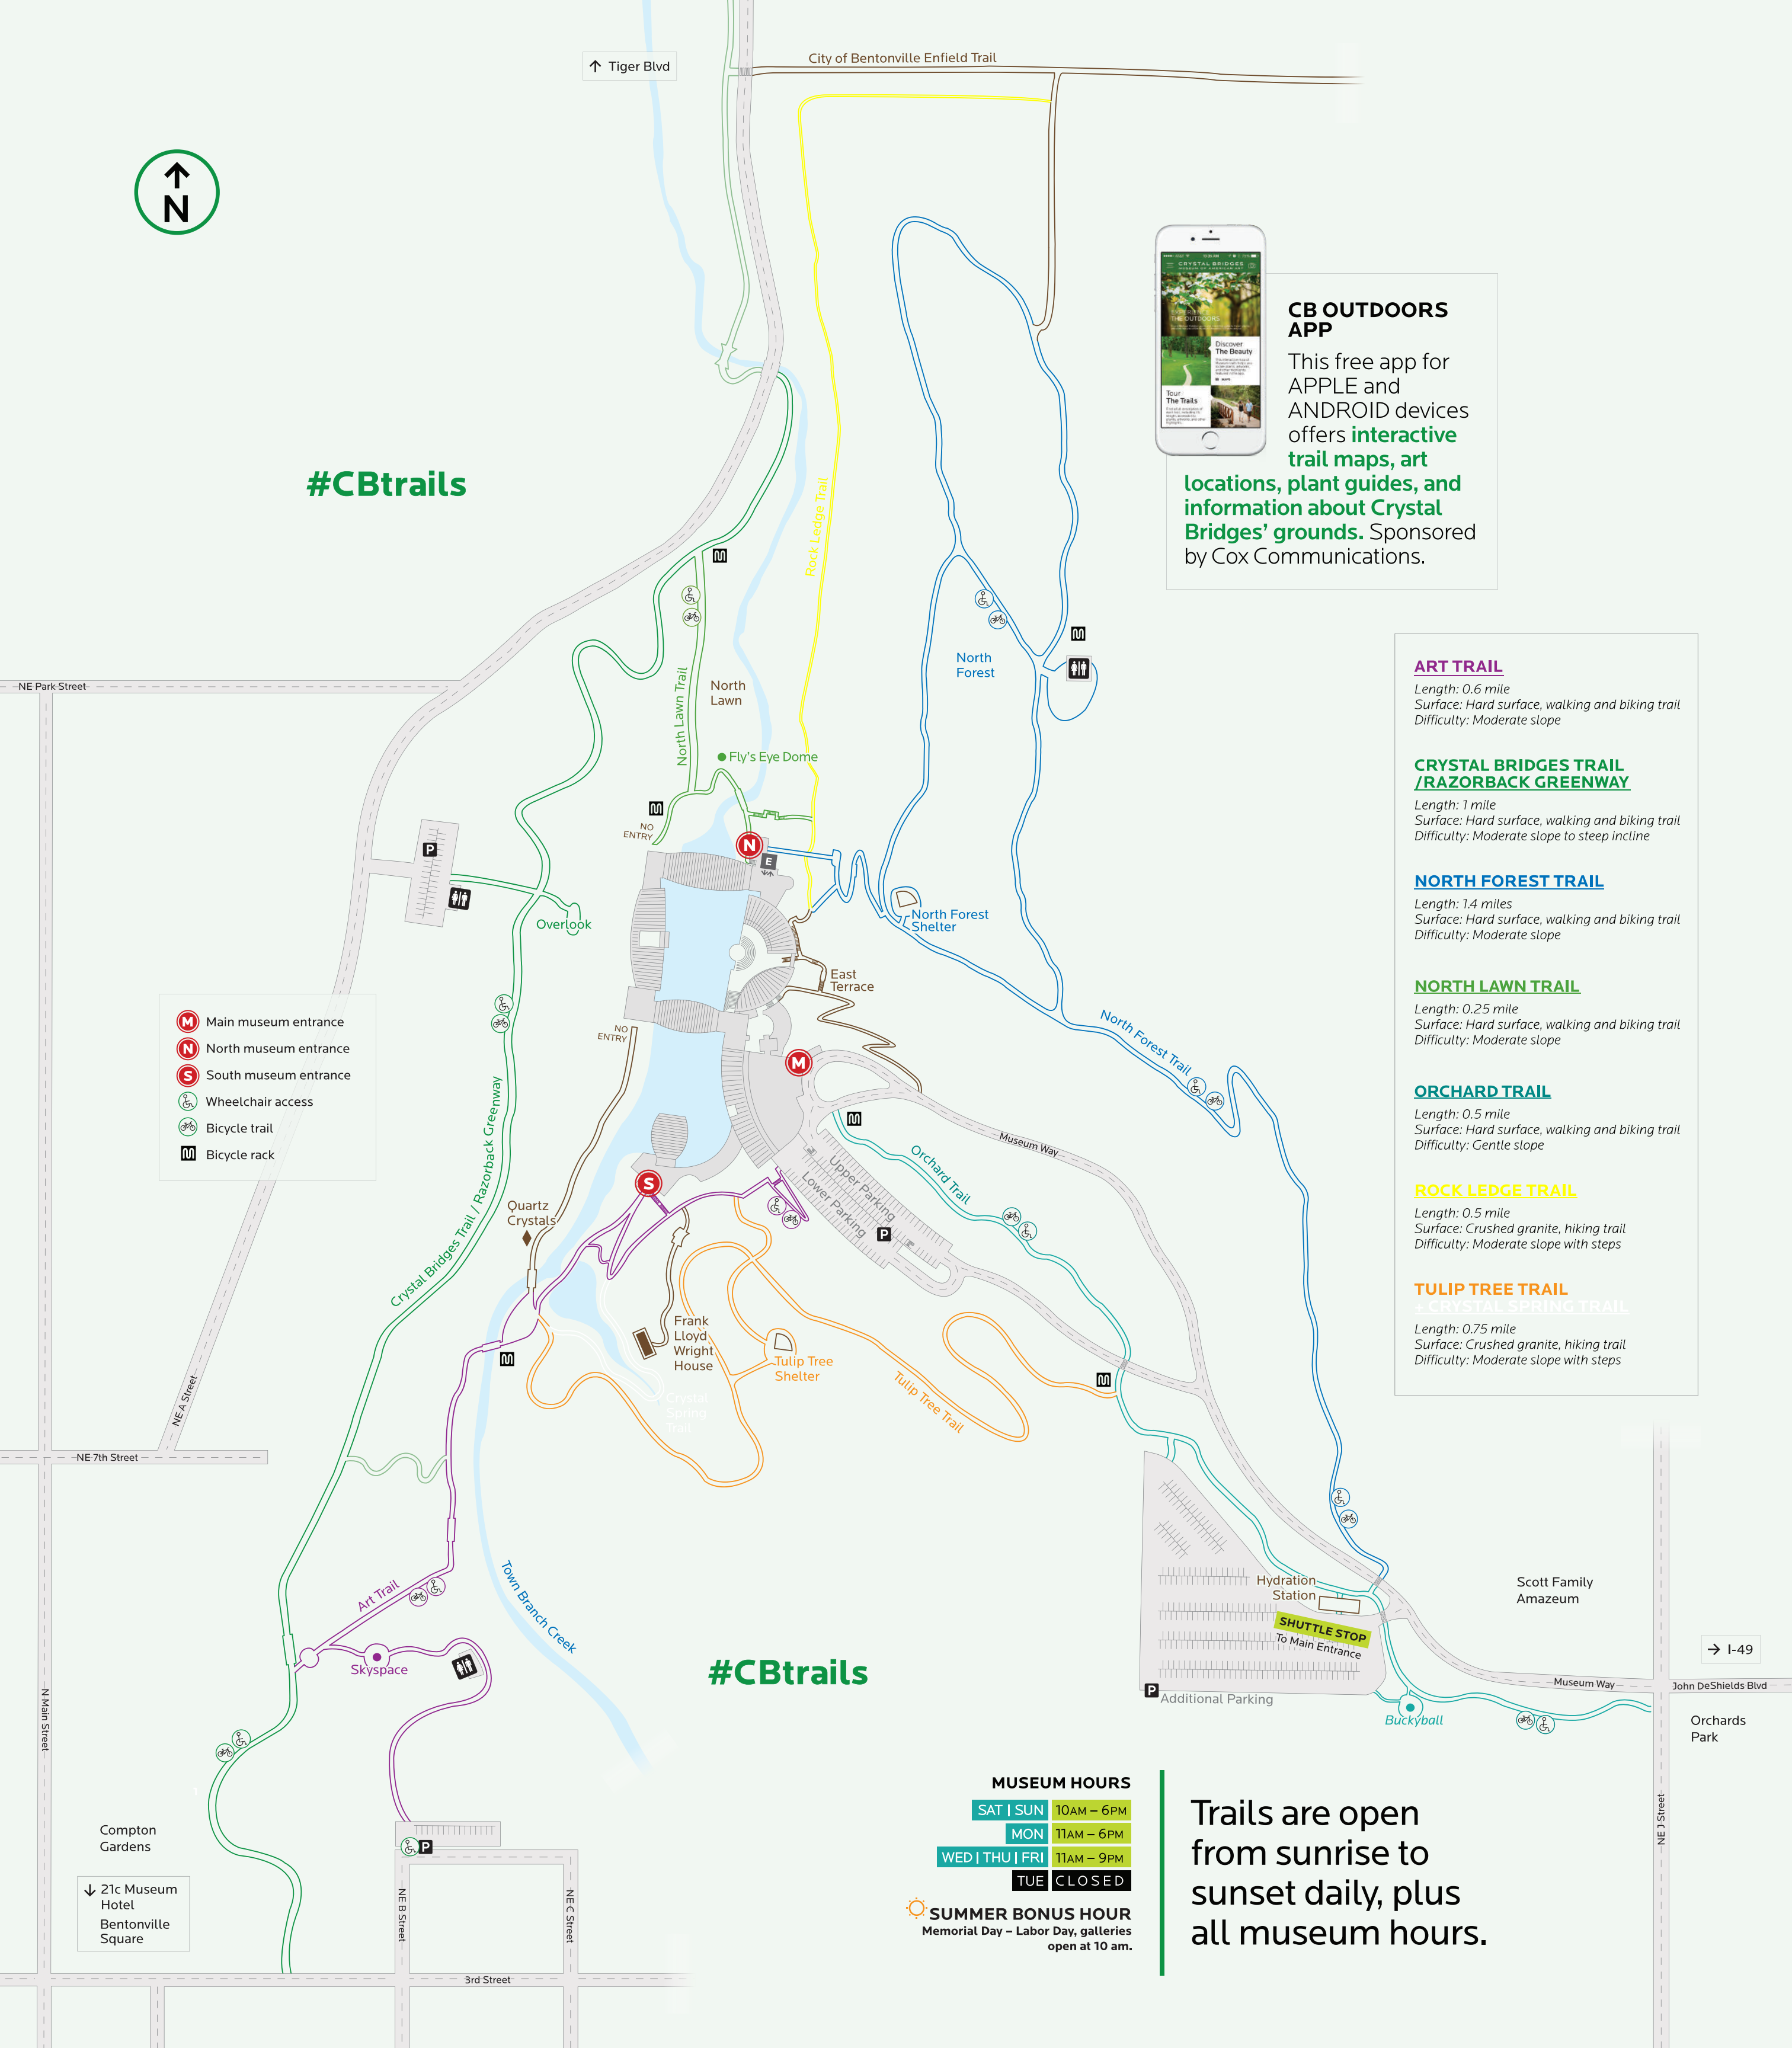 ↑ Tiger Blvd
City of Bentonville Enfield Trail
N
CRYSTAL BRIDGES
EXPERIENCE
THE OUTDOORS
Discover
The Beauty
Tour
The Trails
CB OUTDOORS
APP
This free app for
APPLE and
ANDROID devices
offers interactive
trail maps, art
locations, plant guides, and
information about Crystal
Bridges' grounds. Sponsored
by Cox Communications.
#CBtrails
Rock Ledge Trail
NE Park Street
North Lawn Trail
North
Lawn
North
Forest
Fly's Eye Dome
NO
ENTRY
P
N
E
Overlook
North Forest
Shelter
East
Terrace
NO
ENTRY
M
North Forest Trail
M Main museum entrance
N North museum entrance
S South museum entrance
Wheelchair access
Bicycle trail
Bicycle rack
Crystal Bridges Trail / Razorback Greenway
Museum Way
Orchard Trail
Upper Parking
Lower Parking
P
S
Quartz
Crystals
Frank
Lloyd
Wright
House
Tulip Tree
Shelter
Tulip Tree Trail
Crystal
Spring
Trail
NE A Street
NE 7th Street
ART TRAIL
Length: 0.6 mile
Surface: Hard surface, walking and biking trail
Difficulty: Moderate slope
CRYSTAL BRIDGES TRAIL
/RAZORBACK GREENWAY
Length: 1 mile
Surface: Hard surface, walking and biking trail
Difficulty: Moderate slope to steep incline
NORTH FOREST TRAIL
Length: 1.4 miles
Surface: Hard surface, walking and biking trail
Difficulty: Moderate slope
NORTH LAWN TRAIL
Length: 0.25 mile
Surface: Hard surface, walking and biking trail
Difficulty: Moderate slope
ORCHARD TRAIL
Length: 0.5 mile
Surface: Hard surface, walking and biking trail
Difficulty: Gentle slope
ROCK LEDGE TRAIL
Length: 0.5 mile
Surface: Crushed granite, hiking trail
Difficulty: Moderate slope with steps
TULIP TREE TRAIL
+ CRYSTAL SPRING TRAIL
Length: 0.75 mile
Surface: Crushed granite, hiking trail
Difficulty: Moderate slope with steps
Art Trail
Town Branch Creek
Skyspace
#CBtrails
Hydration
Station
SHUTTLE STOP
To Main Entrance
P Additional Parking
Buckyball
Scott Family
Amazeum
→ I-49
Museum Way
John DeShields Blvd
Orchards
Park
NE J Street
N Main Street
Compton
Gardens
P
↓ 21c Museum
Hotel
Bentonville
Square
NE B Street
NE C Street
3rd Street
MUSEUM HOURS
SAT | SUN 10AM – 6PM
MON 11AM – 6PM
WED | THU | FRI 11AM – 9PM
TUE CLOSED
SUMMER BONUS HOUR
Memorial Day – Labor Day, galleries
open at 10 am.
Trails are open
from sunrise to
sunset daily, plus
all museum hours.